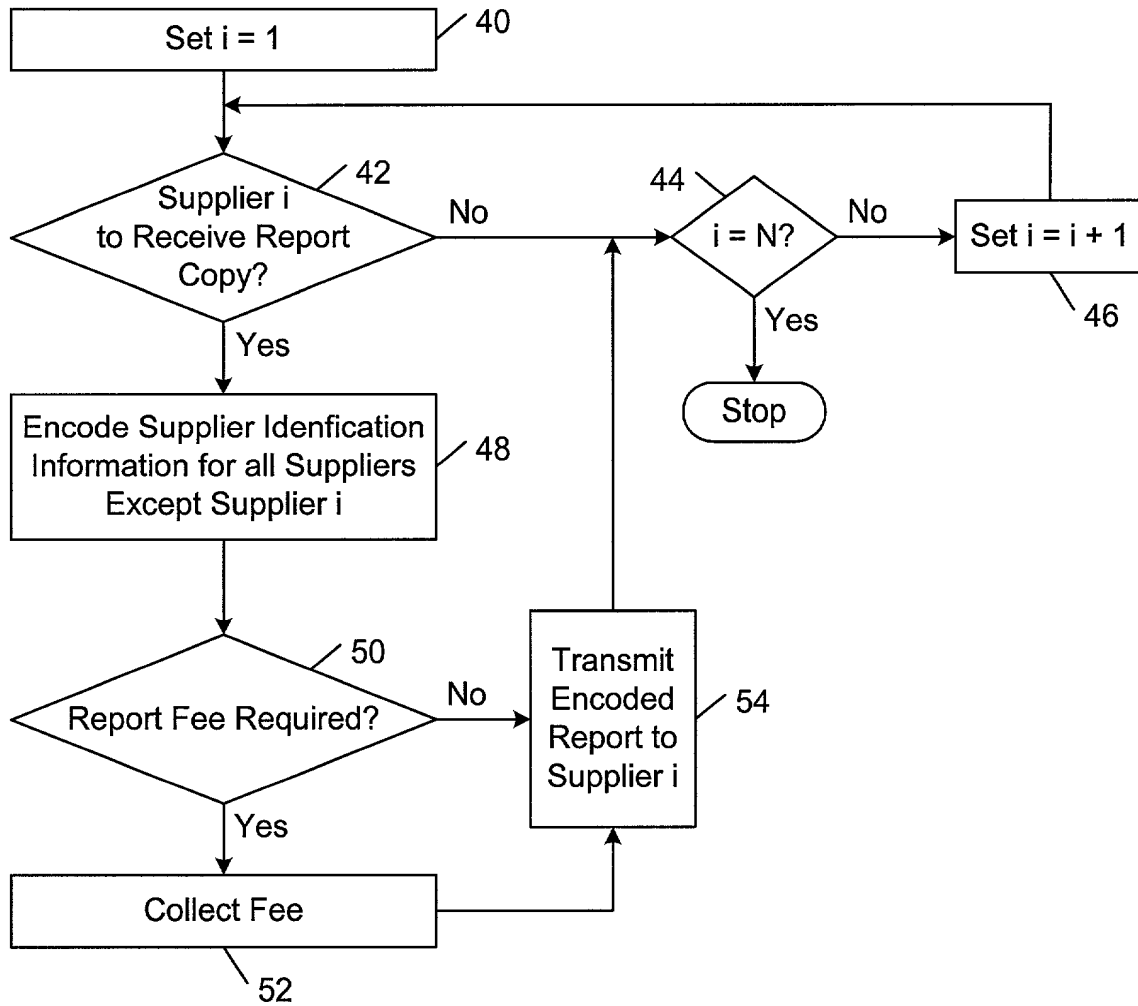 Set i = 1
40
Supplier i
to Receive Report
Copy?
42
No
Yes
44
i = N?
No
Yes
Set i = i + 1
46
Stop
Encode Supplier Idenfication
Information for all Suppliers
Except Supplier i
48
Report Fee Required?
50
No
Yes
Transmit
Encoded
Report to
Supplier i
54
Collect Fee
52